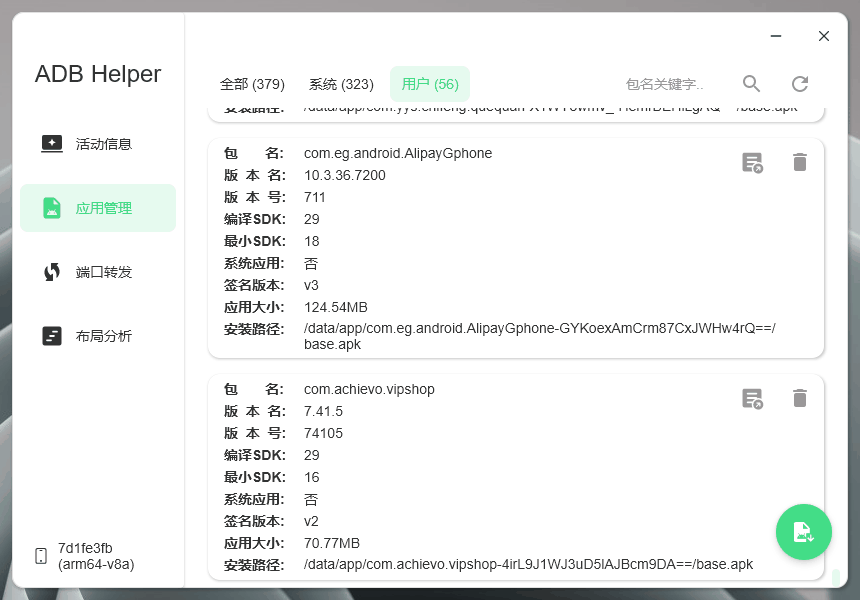 ADB Helper
活动信息
应用管理
端口转发
布局分析
7d1fe3fb
(arm64-v8a)
全部 (379) 系统 (323) 用户 (56) 包名关键字..
安装路径:
包 名: com.eg.android.AlipayGphone
版 本 名: 10.3.36.7200
版 本 号: 711
编译SDK: 29
最小SDK: 18
系统应用: 否
签名版本: v3
应用大小: 124.54MB
安装路径: /data/app/com.eg.android.AlipayGphone-GYKoexAmCrm87CxJWHw4rQ==/
base.apk
包 名: com.achievo.vipshop
版 本 名: 7.41.5
版 本 号: 74105
编译SDK: 29
最小SDK: 16
系统应用: 否
签名版本: v2
应用大小: 70.77MB
安装路径: /data/app/com.achievo.vipshop-4irL9J1WJ3uD5lAJBcm9DA==/base.apk